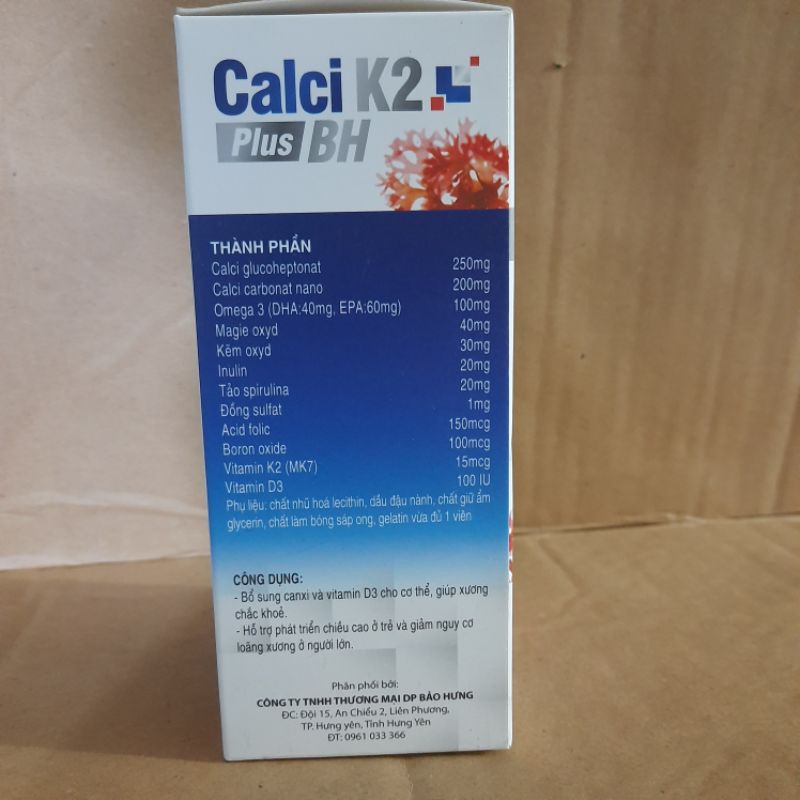 Calci K2
Plus BH
THÀNH PHẦN
Calci glucoheptonat 250mg
Calci carbonat nano 200mg
Omega 3 (DHA:40mg, EPA:60mg) 100mg
Magie oxyd 40mg
Kẽm oxyd 30mg
Inulin 20mg
Tảo spirulina 20mg
Đồng sulfat 1mg
Acid folic 150mcg
Boron oxide 100mcg
Vitamin K2 (MK7) 15mcg
Vitamin D3 100 IU
Phụ liệu: chất nhũ hoá lecithin, dầu đậu nành, chất giữ ẩm
glycerin, chất làm bóng sáp ong, gelatin vừa đủ 1 viên
CÔNG DỤNG:
- Bổ sung canxi và vitamin D3 cho cơ thể, giúp xương
chắc khoẻ.
- Hỗ trợ phát triển chiều cao ở trẻ và giảm nguy cơ
loãng xương ở người lớn.
Phân phối bởi:
CÔNG TY TNHH THƯƠNG MẠI DP BẢO HƯNG
ĐC: Đội 15, An Chiểu 2, Liên Phương,
TP. Hưng yên, Tỉnh Hưng Yên
ĐT: 0961 033 366